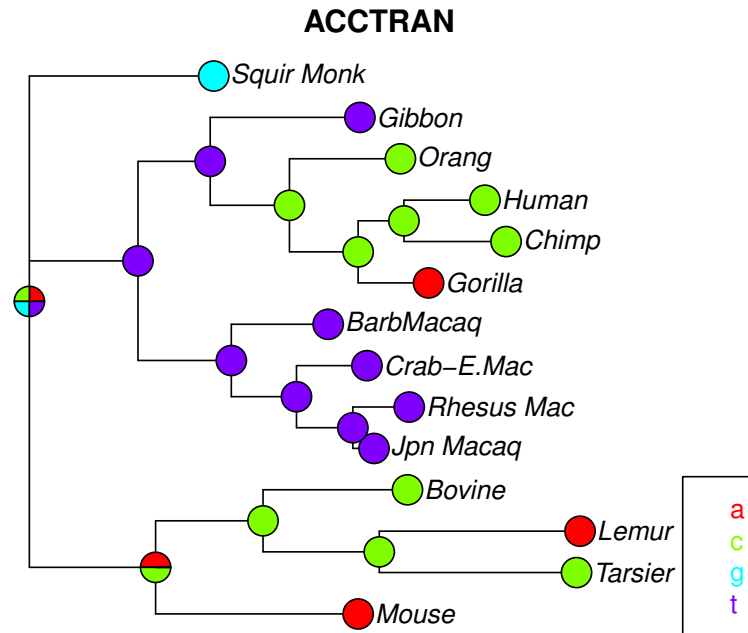 ACCTRAN
Squir Monk
Gibbon
Orang
Human
Chimp
Gorilla
BarbMacaq
Crab−E.Mac
Rhesus Mac
Jpn Macaq
Bovine
Lemur
Tarsier
Mouse
a
c
g
t